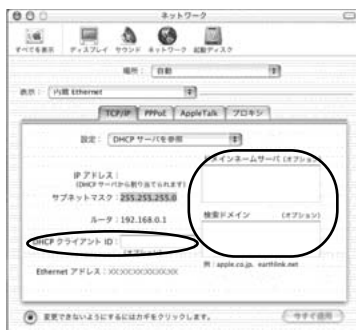 ネットワーク
すべてを表示 ディスプレイ サウンド ネットワーク 起動ディスク
場所： 自動
表示： 内蔵 Ethernet
TCP/IP PPPoE AppleTalk プロキシ
設定： DHCP サーバを参照
ドメインネームサーバ (オプション)
IP アドレス：
(DHCP サーバから割り当てられます)
サブネットマスク：255.255.255.0
ルータ：192.168.0.1
検索ドメイン (オプション)
DHCP クライアント ID：
(オプション)
例：apple.co.jp, earthlink.net
Ethernet アドレス：
変更できないようにするにはカギをクリックします。
今すぐ適用